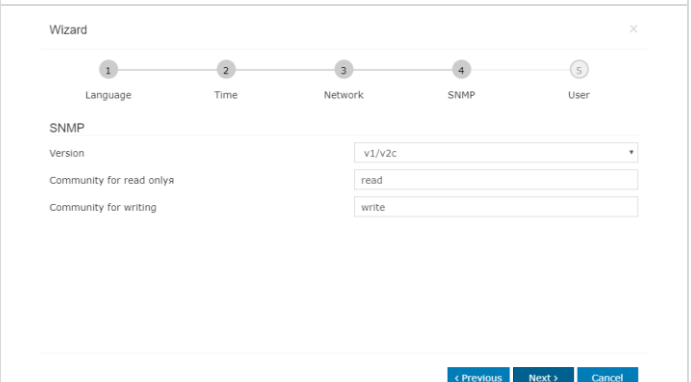 Wizard ×
1 2 3 4 5
Language Time Network SNMP User
SNMP
Version v1/v2c
Community for read onlyя read
Community for writing write
< Previous Next > Cancel